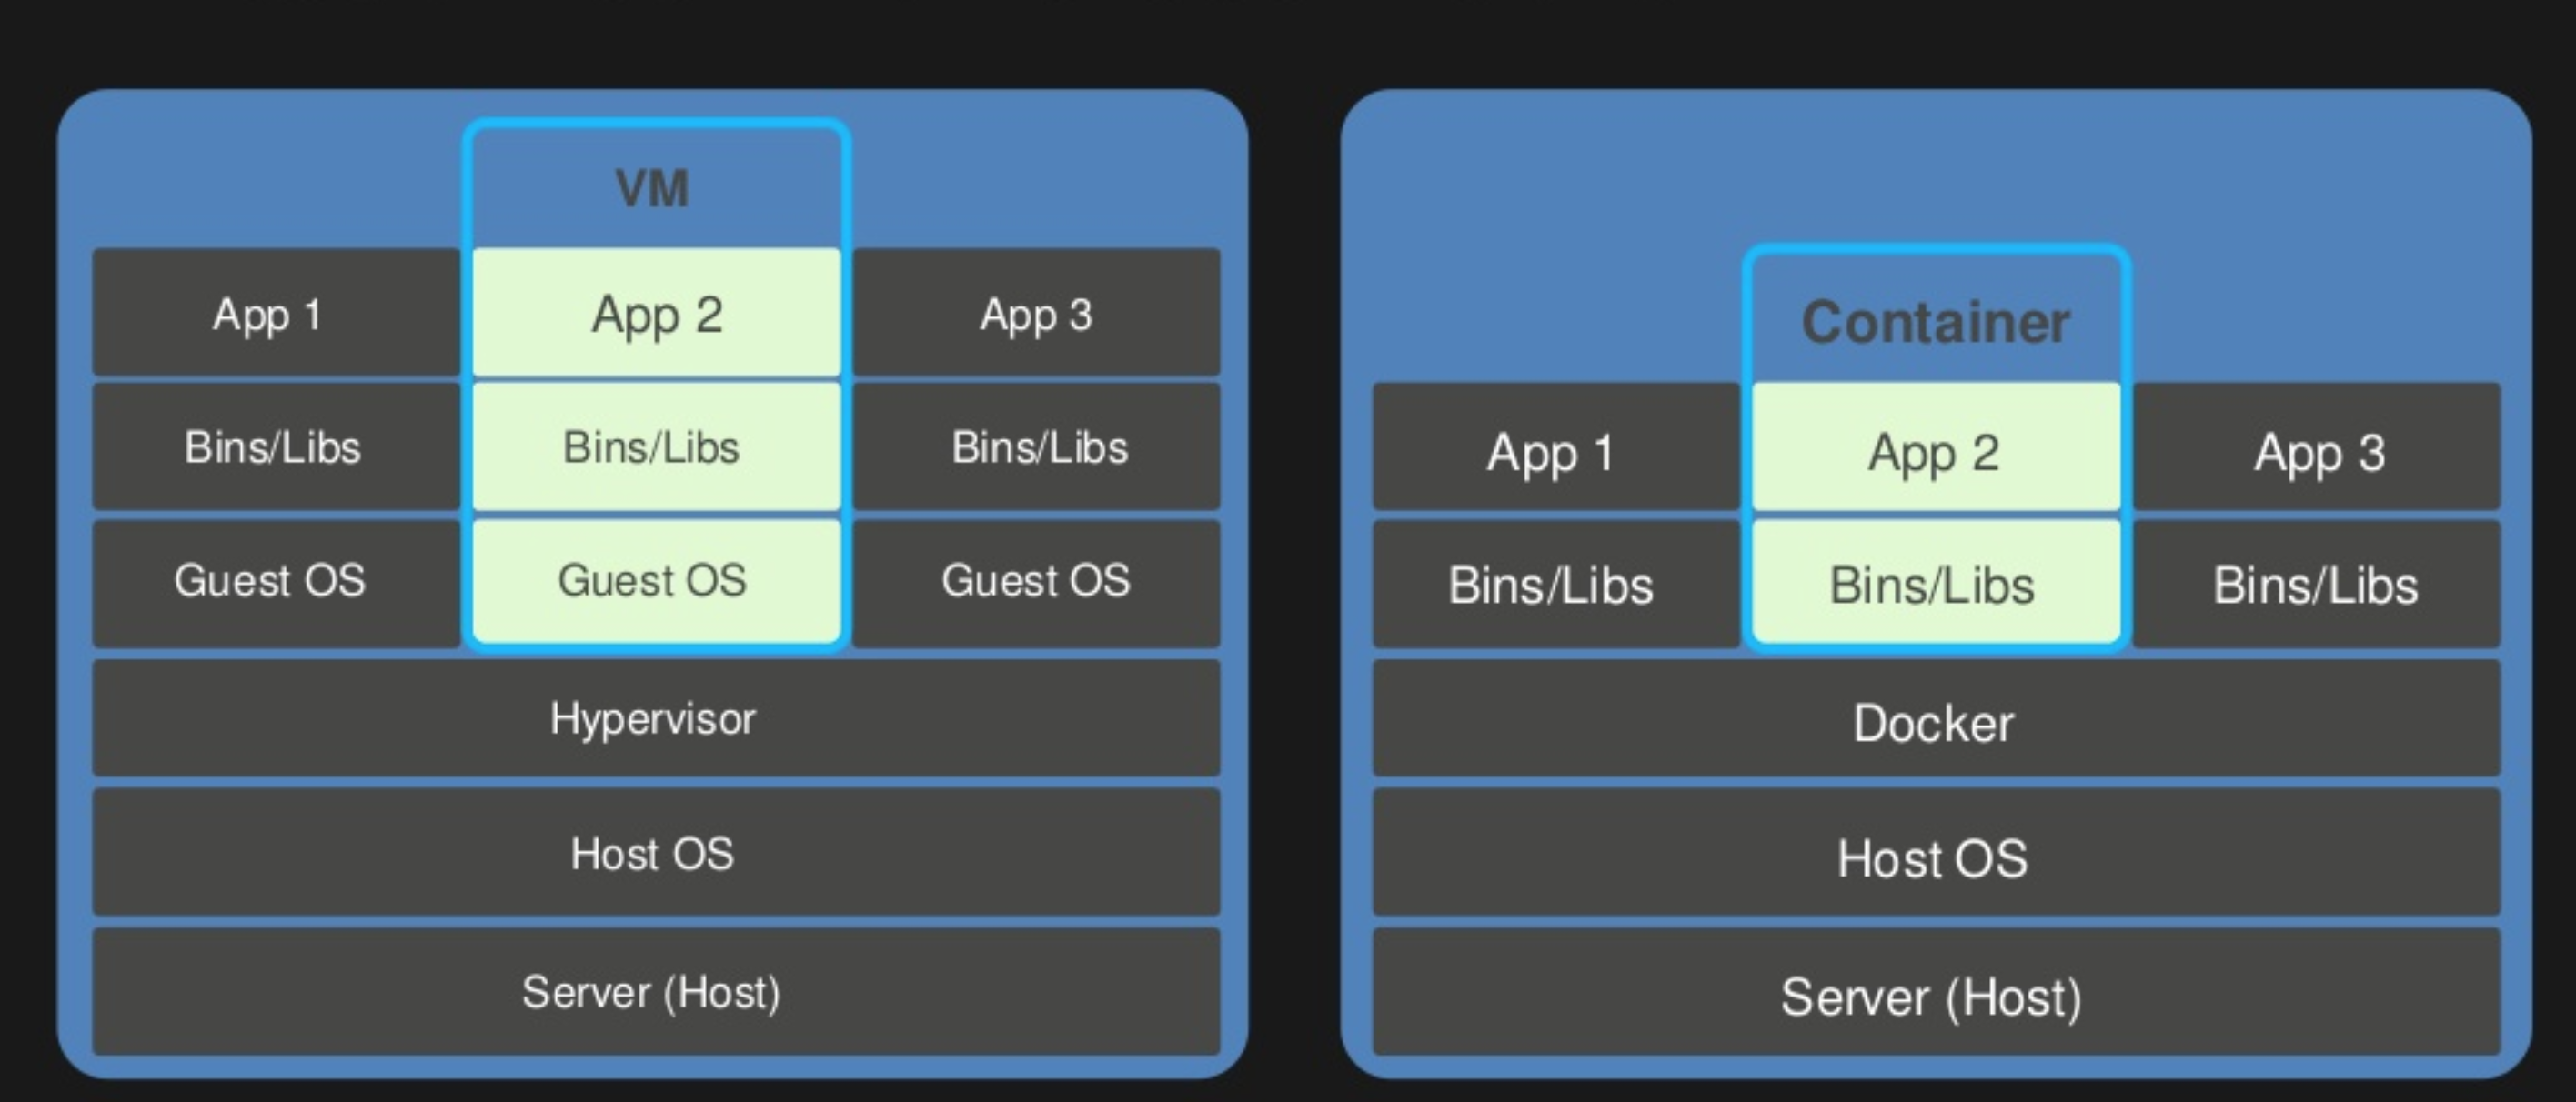 VM
App 1
App 2
App 3
Bins/Libs
Bins/Libs
Bins/Libs
Guest OS
Guest OS
Guest OS
Hypervisor
Host OS
Server (Host)
Container
App 1
App 2
App 3
Bins/Libs
Bins/Libs
Bins/Libs
Docker
Host OS
Server (Host)